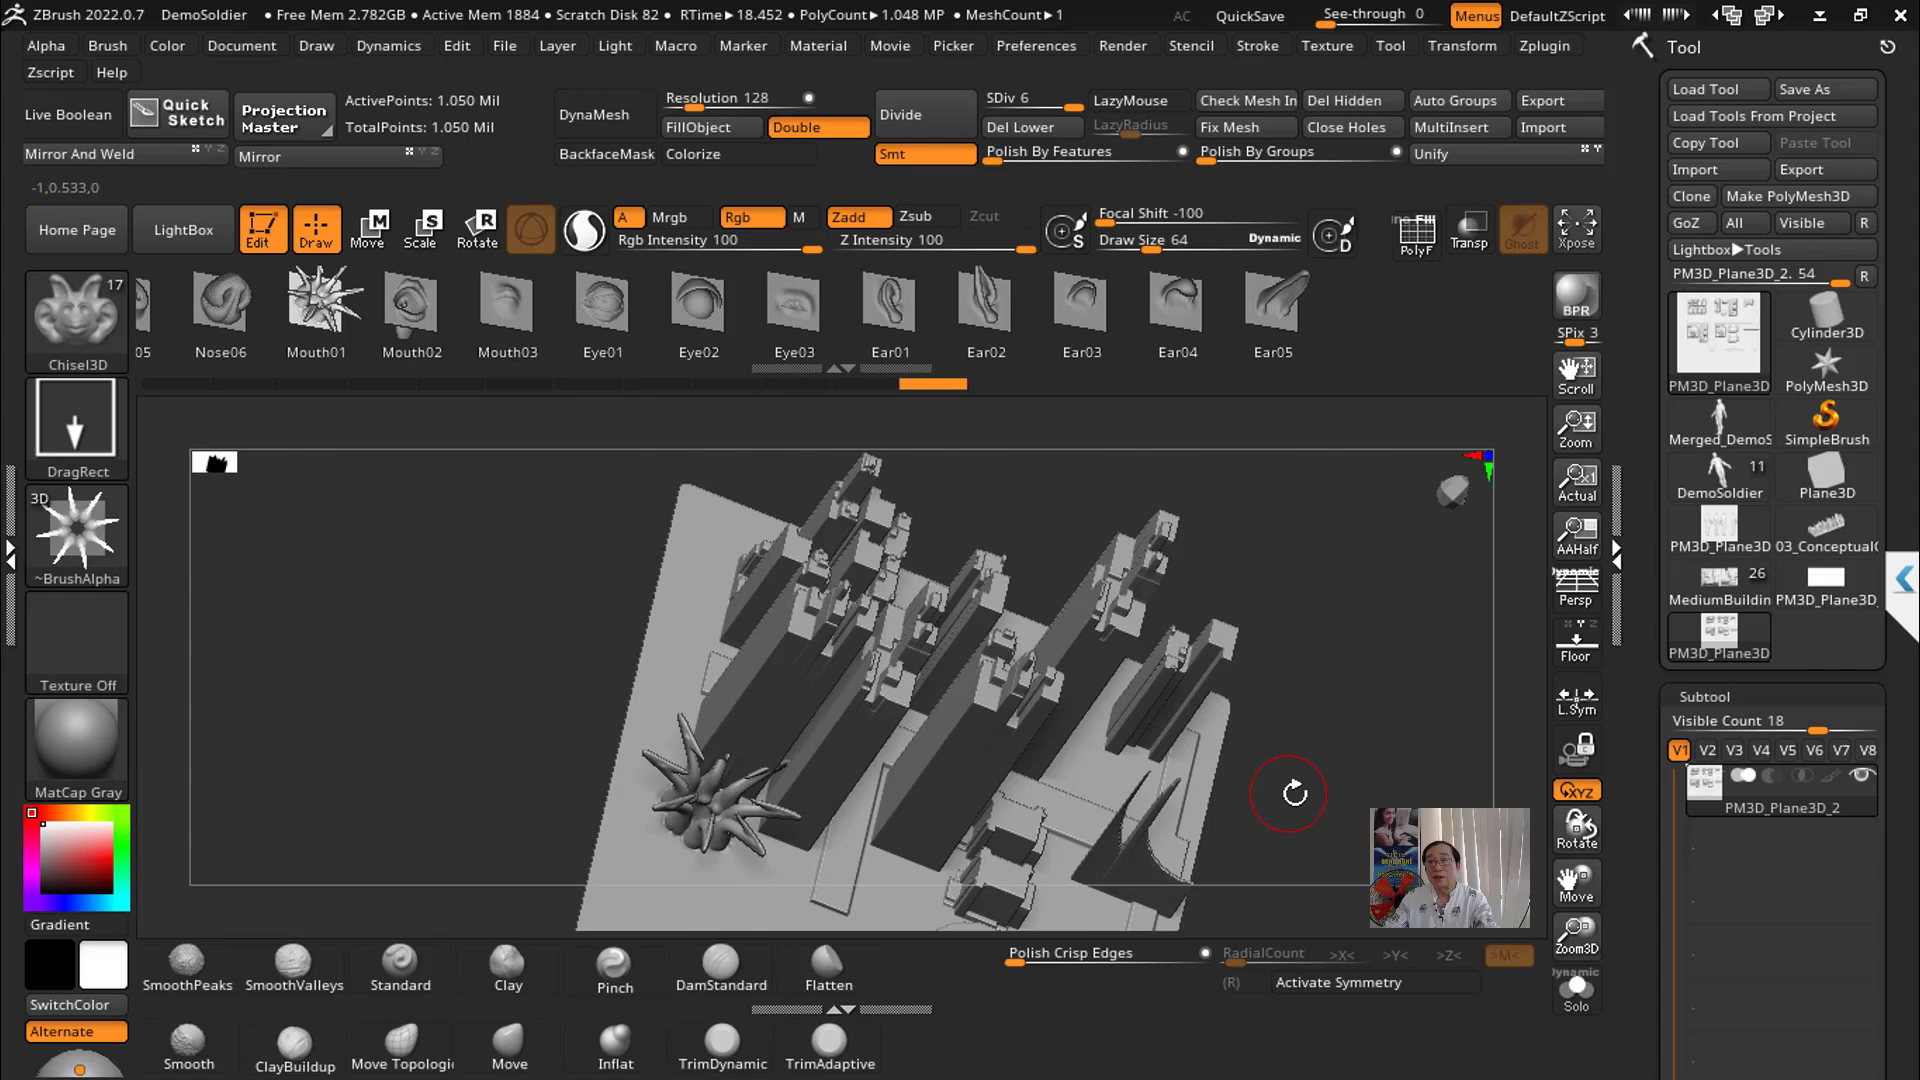 ZBrush 2022.0.7 DemoSoldier • Free Mem 2.782GB • Active Mem 1884 • Scratch Disk 82 • RTime▶18.452 • PolyCount▶1.048 MP • MeshCount▶1 AC QuickSave See-through 0 Menus DefaultZScript
Alpha Brush Color Document Draw Dynamics Edit File Layer Light Macro Marker Material Movie Picker Preferences Render Stencil Stroke Texture Tool Transform Zplugin
Zscript Help
Live Boolean Quick Sketch Projection Master ActivePoints: 1.050 Mil
TotalPoints: 1.050 Mil
Mirror And Weld Mirror
DynaMesh Resolution 128 Divide SDiv 6 LazyMouse Check Mesh In Del Hidden Auto Groups Export
FillObject Double Del Lower LazyRadius Fix Mesh Close Holes MultiInsert Import
BackfaceMask Colorize Smt Polish By Features Polish By Groups Unify
-1,0.533,0
Home Page LightBox Edit Draw Move Scale Rotate
M S R
A Mrgb Rgb M Zadd Zsub Zcut
Rgb Intensity 100 Z Intensity 100
S Focal Shift -100
Draw Size 64 Dynamic D
PolyF Transp Ghost Xpose
17
Chisel3D
05 Nose06 Mouth01 Mouth02 Mouth03 Eye01 Eye02 Eye03 Ear01 Ear02 Ear03 Ear04 Ear05
DragRect
3D
~BrushAlpha
Texture Off
MatCap Gray
Gradient
SwitchColor
Alternate
BPR
SPix 3
Scroll
Zoom
Actual
AAHalf
Dynamic
Persp
Floor
L.Sym
XYZ
Rotate
Move
Zoom3D
Dynamic
Solo
SmoothPeaks SmoothValleys Standard Clay Pinch DamStandard Flatten
Smooth ClayBuildup Move Topologic Move Inflat TrimDynamic TrimAdaptive
Polish Crisp Edges RadialCount >X< >Y< >Z< >M<
(R) Activate Symmetry
Tool
Load Tool Save As
Load Tools From Project
Copy Tool Paste Tool
Import Export
Clone Make PolyMesh3D
GoZ All Visible R
Lightbox▶Tools
PM3D_Plane3D_2. 54 R
PM3D_Plane3D Cylinder3D
PolyMesh3D
Merged_DemoS SimpleBrush
11
DemoSoldier Plane3D
PM3D_Plane3D 03_Conceptual
26
MediumBuildin PM3D_Plane3D_
PM3D_Plane3D
Subtool
Visible Count 18
V1 V2 V3 V4 V5 V6 V7 V8
PM3D_Plane3D_2